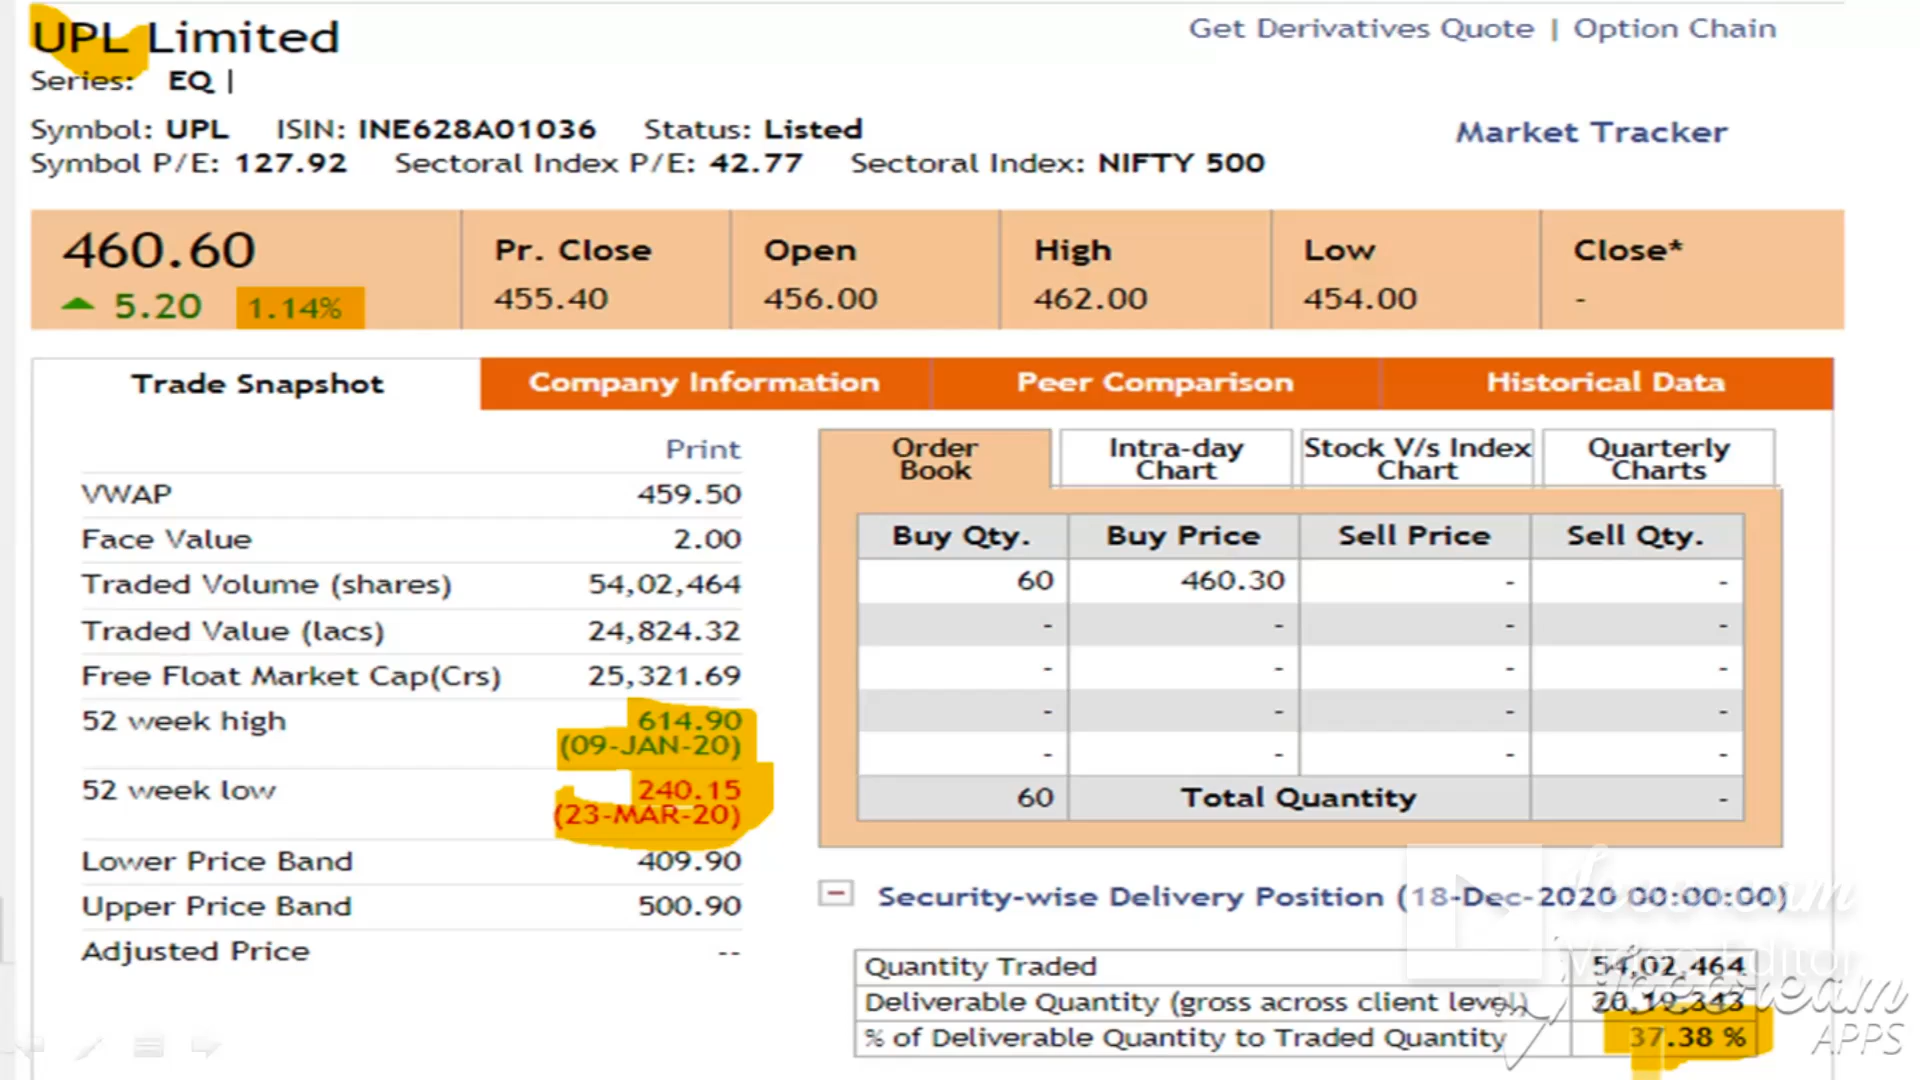 UPL Limited
Get Derivatives Quote | Option Chain
Series: EQ |
Symbol: UPL ISIN: INE628A01036 Status: Listed
Market Tracker
Symbol P/E: 127.92 Sectoral Index P/E: 42.77 Sectoral Index: NIFTY 500
460.60 Pr. Close Open High Low Close*
5.20 1.14% 455.40 456.00 462.00 454.00 -
Trade Snapshot Company Information Peer Comparison Historical Data
Print
VWAP 459.50
Face Value 2.00
Traded Volume (shares) 54,02,464
Traded Value (lacs) 24,824.32
Free Float Market Cap(Crs) 25,321.69
52 week high 614.90
(09-JAN-20)
52 week low 240.15
(23-MAR-20)
Lower Price Band 409.90
Upper Price Band 500.90
Adjusted Price --
Order Book Intra-day Chart Stock V/s Index Chart Quarterly Charts
Buy Qty. Buy Price Sell Price Sell Qty.
60 460.30 - -
- - - -
- - - -
- - - -
- - - -
60 Total Quantity -
Security-wise Delivery Position (18-Dec-2020 00:00:00)
Quantity Traded 54,02,464
Deliverable Quantity (gross across client level) 20,19,343
% of Deliverable Quantity to Traded Quantity 37.38 %
Video Editor
APPS